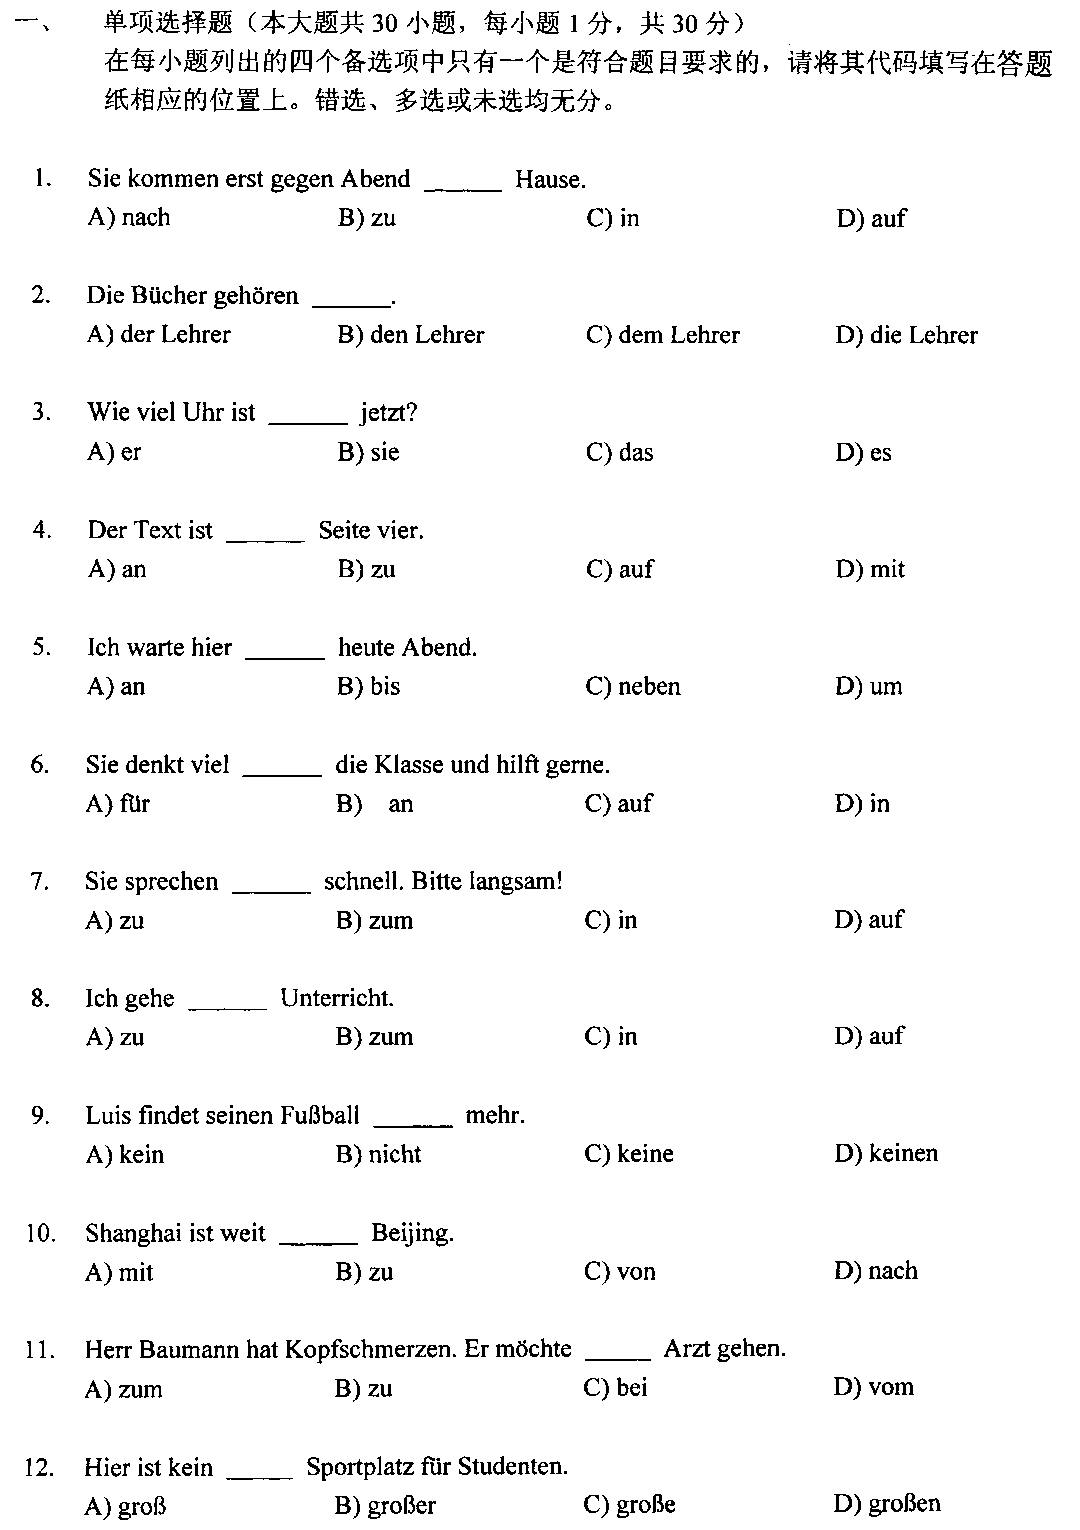 一、 单项选择题（本大题共 30 小题，每小题 1 分，共 30 分）
在每小题列出的四个备选项中只有一个是符合题目要求的，请将其代码填写在答题
纸相应的位置上。错选、多选或未选均无分。
1. Sie kommen erst gegen Abend ______ Hause.
A) nach B) zu C) in D) auf
2. Die Bücher gehören ______.
A) der Lehrer B) den Lehrer C) dem Lehrer D) die Lehrer
3. Wie viel Uhr ist ______ jetzt?
A) er B) sie C) das D) es
4. Der Text ist ______ Seite vier.
A) an B) zu C) auf D) mit
5. Ich warte hier ______ heute Abend.
A) an B) bis C) neben D) um
6. Sie denkt viel ______ die Klasse und hilft gerne.
A) für B) an C) auf D) in
7. Sie sprechen ______ schnell. Bitte langsam!
A) zu B) zum C) in D) auf
8. Ich gehe ______ Unterricht.
A) zu B) zum C) in D) auf
9. Luis findet seinen Fußball ______ mehr.
A) kein B) nicht C) keine D) keinen
10. Shanghai ist weit ______ Beijing.
A) mit B) zu C) von D) nach
11. Herr Baumann hat Kopfschmerzen. Er möchte _____ Arzt gehen.
A) zum B) zu C) bei D) vom
12. Hier ist kein _____ Sportplatz für Studenten.
A) groß B) großer C) große D) großen